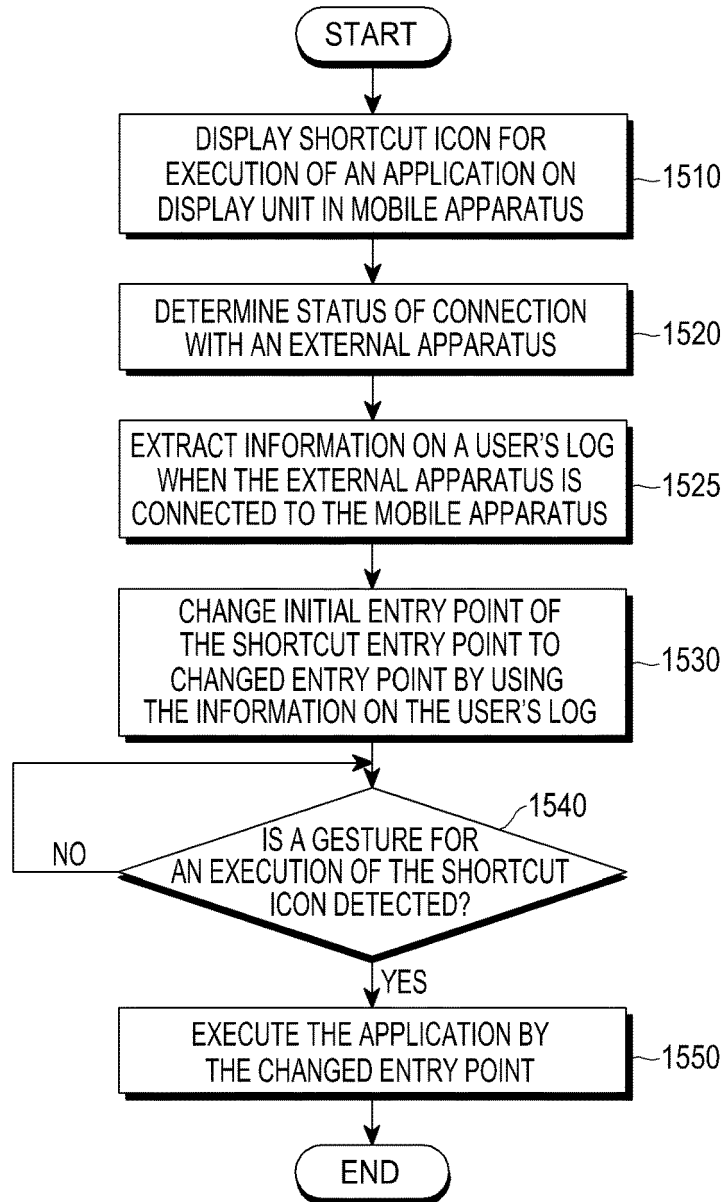 START
DISPLAY SHORTCUT ICON FOR
EXECUTION OF AN APPLICATION ON
DISPLAY UNIT IN MOBILE APPARATUS
1510
DETERMINE STATUS OF CONNECTION
WITH AN EXTERNAL APPARATUS
1520
EXTRACT INFORMATION ON A USER'S LOG
WHEN THE EXTERNAL APPARATUS IS
CONNECTED TO THE MOBILE APPARATUS
1525
CHANGE INITIAL ENTRY POINT OF
THE SHORTCUT ENTRY POINT TO
CHANGED ENTRY POINT BY USING
THE INFORMATION ON THE USER'S LOG
1530
1540
IS A GESTURE FOR
AN EXECUTION OF THE SHORTCUT
ICON DETECTED?
NO
YES
EXECUTE THE APPLICATION BY
THE CHANGED ENTRY POINT
1550
END